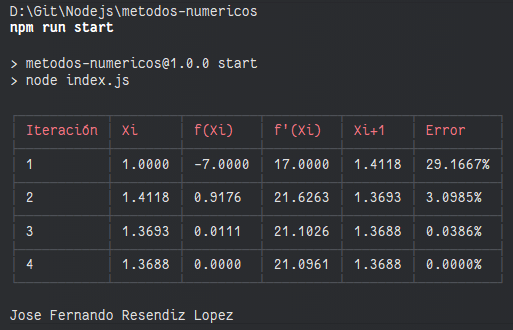 D:\Git\Nodejs\metodos-numericos
npm run start
> metodos-numericos@1.0.0 start
> node index.js
Iteración Xi f(Xi) f'(Xi) Xi+1 Error
1 1.0000 -7.0000 17.0000 1.4118 29.1667%
2 1.4118 0.9176 21.6263 1.3693 3.0985%
3 1.3693 0.0111 21.1026 1.3688 0.0386%
4 1.3688 0.0000 21.0961 1.3688 0.0000%
Jose Fernando Resendiz Lopez